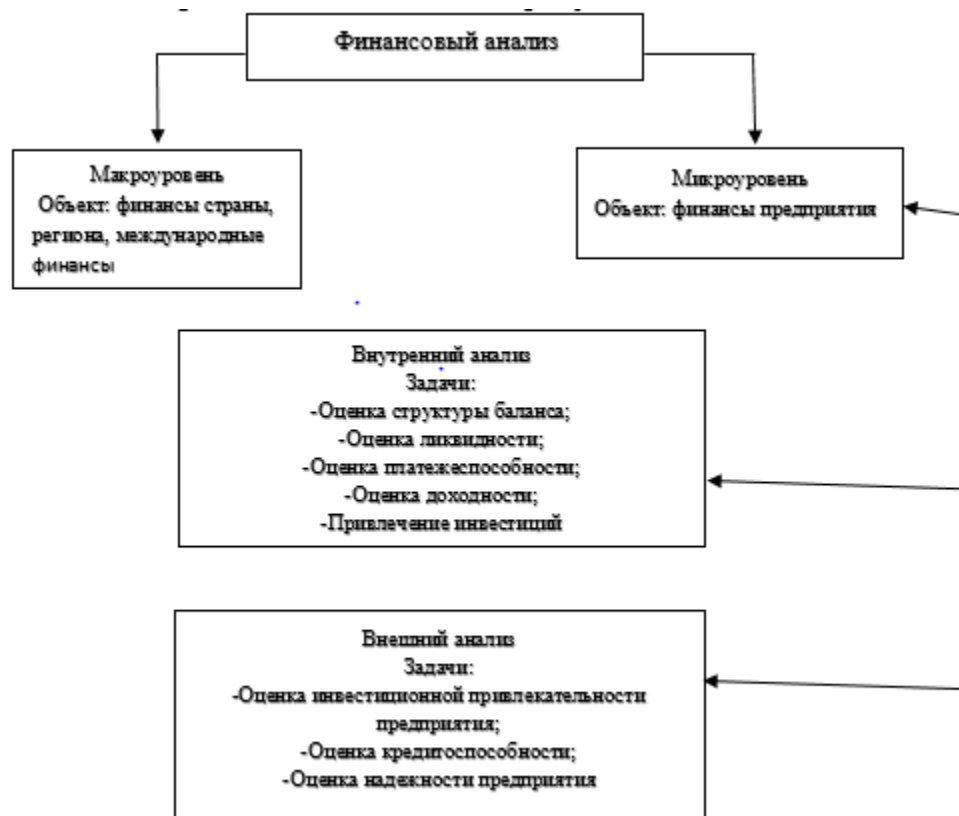 Финансовый анализ
Макроуровень
Объект: финансы страны,
региона, международные
финансы
Микроуровень
Объект: финансы предприятия
Внутренний анализ
Задачи:
-Оценка структуры баланса;
-Оценка ликвидности;
-Оценка платежеспособности;
-Оценка доходности;
-Привлечение инвестиций
Внешний анализ
Задачи:
-Оценка инвестиционной привлекательности
предприятия;
-Оценка кредитоспособности;
-Оценка надежности предприятия